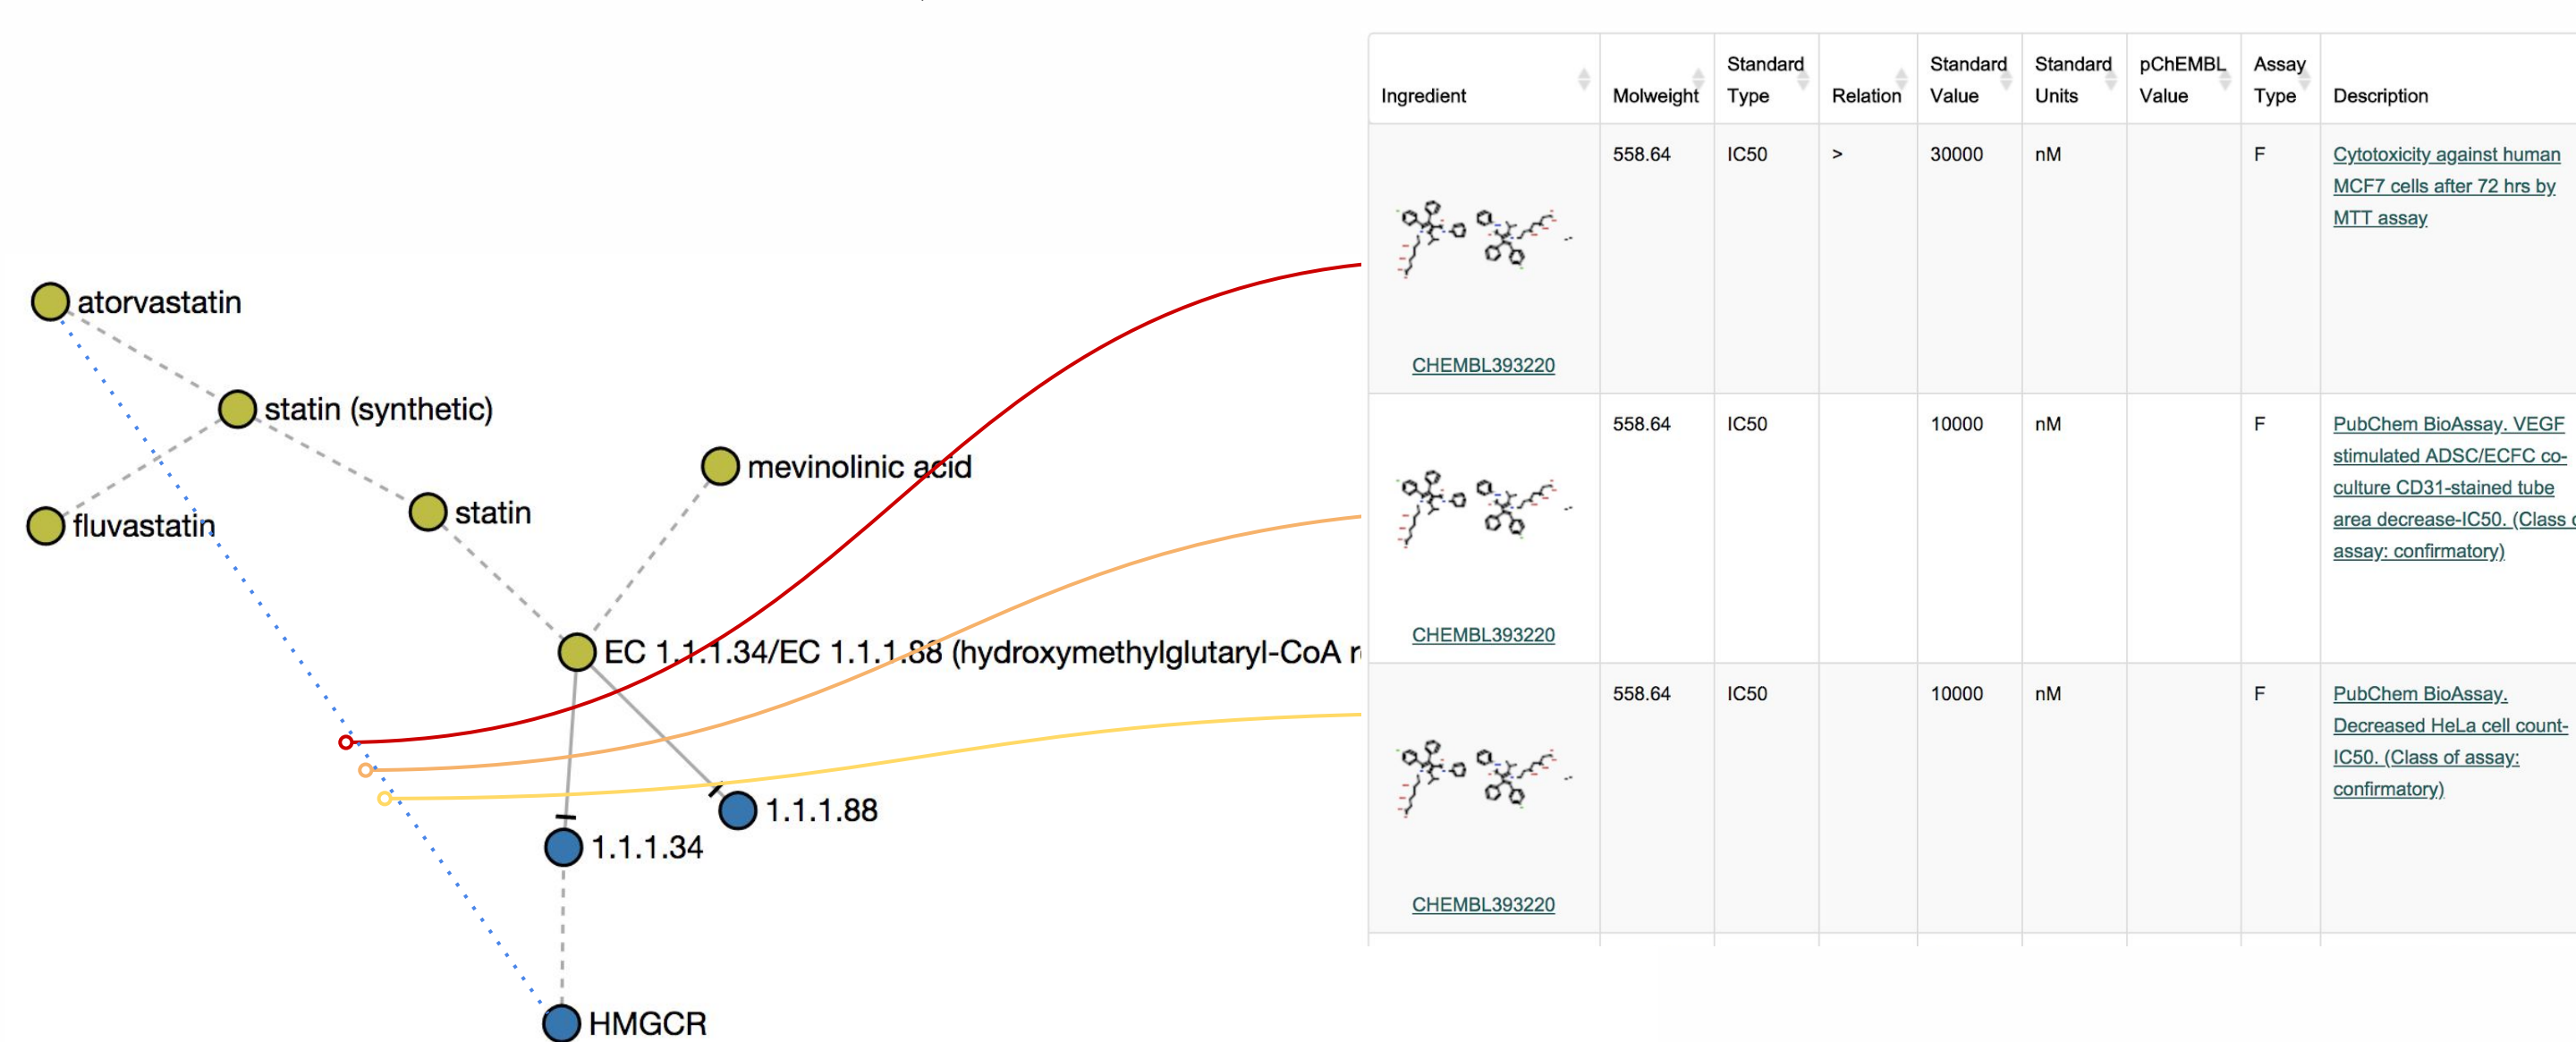 atorvastatin
statin (synthetic)
mevinolinic acid
statin
fluvastatin
EC 1.1.1.34/EC 1.1.1.88 (hydroxymethylglutaryl-CoA
1.1.1.88
1.1.1.34
HMGCR
Ingredient
Molweight
Standard
Type
Relation
Standard
Value
Standard
Units
pChEMBL
Value
Assay
Type
Description
558.64
IC50
>
30000
nM
F
Cytotoxicity against human
MCF7 cells after 72 hrs by
MTT assay
CHEMBL393220
558.64
IC50
10000
nM
F
PubChem BioAssay. VEGF
stimulated ADSC/ECFC co-
culture CD31-stained tube
area decrease-IC50. (Class
assay: confirmatory)
CHEMBL393220
558.64
IC50
10000
nM
F
PubChem BioAssay.
Decreased HeLa cell count-
IC50. (Class of assay:
confirmatory)
CHEMBL393220